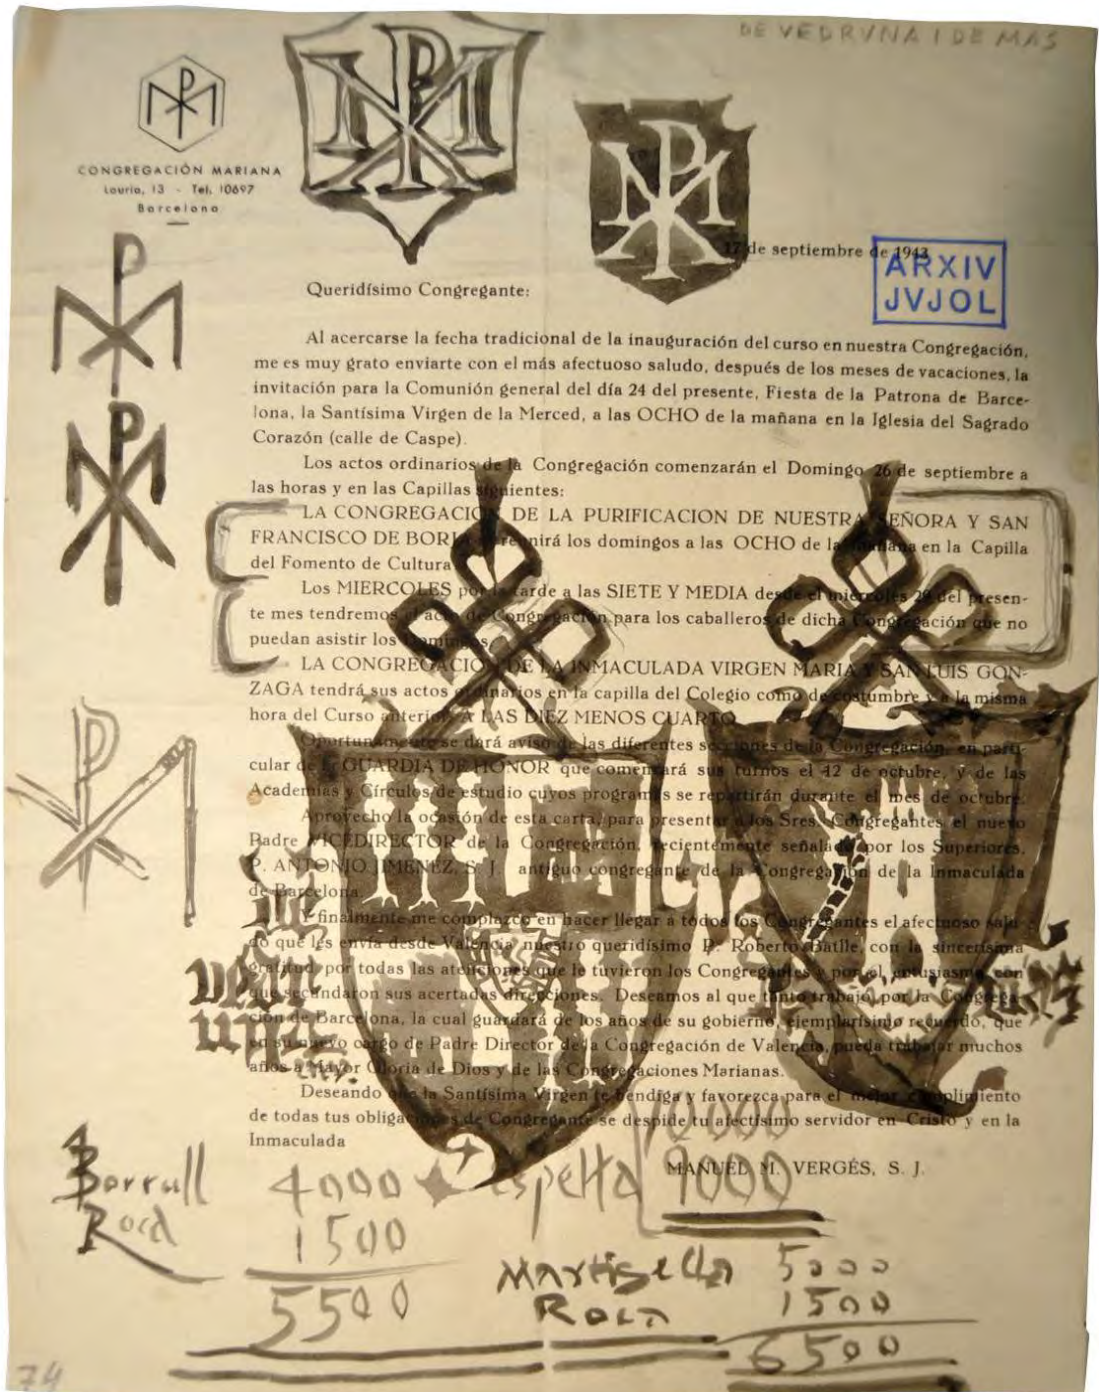 DE VEDRVNA I DE MAS
CONGREGACIÓN MARIANA
Lauria, 13 - Tel. 10697
Barcelona
17 de septiembre de 1943
ARXIV
JVJOL
Queridísimo Congregante:
Al acercarse la fecha tradicional de la inauguración del curso en nuestra Congregación,
me es muy grato enviarte con el más afectuoso saludo, después de los meses de vacaciones, la
invitación para la Comunión general del día 24 del presente, Fiesta de la Patrona de Barce-
lona, la Santísima Virgen de la Merced, a las OCHO de la mañana en la Iglesia del Sagrado
Corazón (calle de Caspe).
Los actos ordinarios de la Congregación comenzarán el Domingo 26 de septiembre a
las horas y en las Capillas siguientes:
LA CONGREGACION DE LA PURIFICACION DE NUESTRA SEÑORA Y SAN
FRANCISCO DE BORJA se reunirá los domingos a las OCHO de la mañana en la Capilla
del Fomento de Cultura
Los MIERCOLES por la tarde a las SIETE Y MEDIA desde el miércoles 29 del presen-
te mes tendremos el acto de Congregación para los caballeros de dicha Congregación que no
puedan asistir los Domingos
LA CONGREGACION DE LA INMACULADA VIRGEN MARIA Y SAN LUIS GON-
ZAGA tendrá sus actos ordinarios en la capilla del Colegio como de costumbre y a la misma
hora del Curso anterior, A LAS DIEZ MENOS CUARTO
Oportunamente se dará aviso de las diferentes secciones de la Congregación, en parti-
cular de la GUARDIA DE HONOR que comenzará sus turnos el 12 de octubre, y de las
Academias y Círculos de estudio cuyos programas se repartirán durante el mes de octubre.
Aprovecho la ocasión de esta carta, para presentar a los Sres. Congregantes el nuevo
Padre VICEDIRECTOR de la Congregación, recientemente señalado por los Superiores,
P. ANTONIO JIMENEZ, S. J. antiguo congregante de la Congregación de la Inmaculada
de Barcelona
Y finalmente me complazco en hacer llegar a todos los Congregantes el afectuoso salu-
do que les envía desde Valencia nuestro queridísimo P. Roberto Batlle, con la sincerísima
gratitud por todas las atenciones que le tuvieron los Congregantes y por el entusiasmo con
que secundaron sus acertadas direcciones. Deseamos al que tanto trabajó por la Congrega-
ción de Barcelona, la cual guardará de los años de su gobierno, ejemplarísimo recuerdo, que
en su nuevo cargo de Padre Director de la Congregación de Valencia, pueda trabajar muchos
años a Mayor Gloria de Dios y de las Congregaciones Marianas.
Deseando que la Santísima Virgen te bendiga y favorezca para el mejor cumplimiento
de todas tus obligaciones de Congregante se despide tu afectísimo servidor en Cristo y en la
Inmaculada
MANUEL M. VERGÉS, S. J.
de
vedr
una
Borrull 4000 espelta 9000
Roca 1500
5500
Martisella 5000
Roca 1500
6500
74